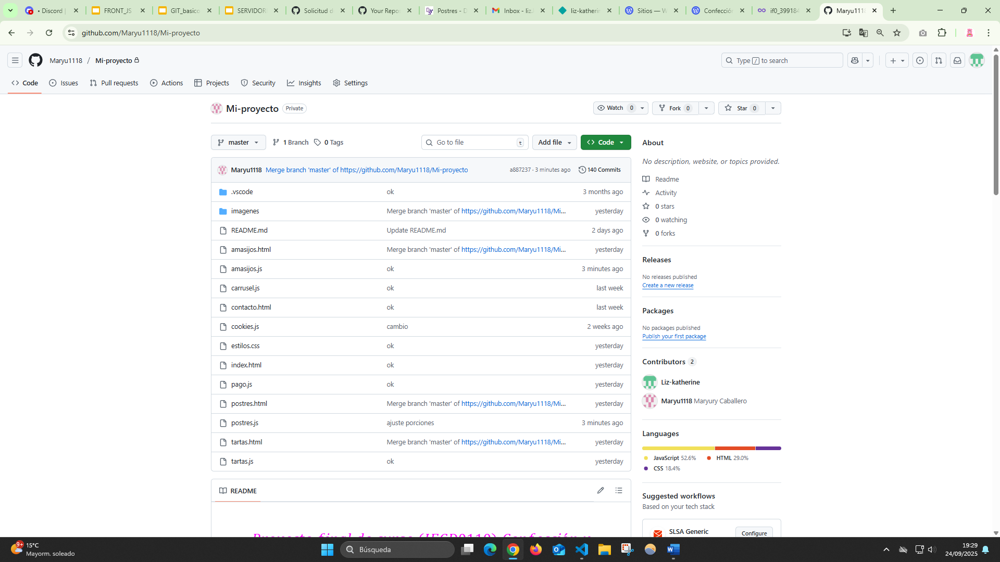 • Discord |
FRONT_JS
GIT_basico
SERVIDOR
Solicitud d
Your Repo
Postres - D
Inbox - liz.
liz-katherin
Sitios — W
Confecció
if0_39918
Maryu111
github.com/Maryu1118/Mi-proyecto
Maryu1118 / Mi-proyecto
Type / to search
Code
Issues
Pull requests
Actions
Projects
Security
Insights
Settings
Mi-proyecto Private
Watch 0
Fork 0
Star 0
master
1 Branch
0 Tags
Go to file t
Add file
Code
Maryu1118 Merge branch 'master' of https://github.com/Maryu1118/Mi-proyecto a887237 · 3 minutes ago 140 Commits
.vscode ok 3 months ago
imagenes Merge branch 'master' of https://github.com/Maryu1118/Mi... yesterday
README.md Update README.md 2 days ago
amasijos.html Merge branch 'master' of https://github.com/Maryu1118/Mi... yesterday
amasijos.js ok 3 minutes ago
carrusel.js ok last week
contacto.html ok last week
cookies.js cambio 2 weeks ago
estilos.css ok yesterday
index.html ok yesterday
pago.js ok yesterday
postres.html Merge branch 'master' of https://github.com/Maryu1118/Mi... yesterday
postres.js ajuste porciones 3 minutes ago
tartas.html Merge branch 'master' of https://github.com/Maryu1118/Mi... yesterday
tartas.js ok yesterday
README
Proyecto final de curso (IFCD0110) Confección y
About
No description, website, or topics provided.
Readme
Activity
0 stars
0 watching
0 forks
Releases
No releases published
Create a new release
Packages
No packages published
Publish your first package
Contributors 2
Liz-katherine
Maryu1118 Maryury Caballero
Languages
JavaScript 52.6% HTML 29.0%
CSS 18.4%
Suggested workflows
Based on your tech stack
SLSA Generic
Configure
9+
15°C
Mayorm. soleado
Búsqueda
19:29
24/09/2025